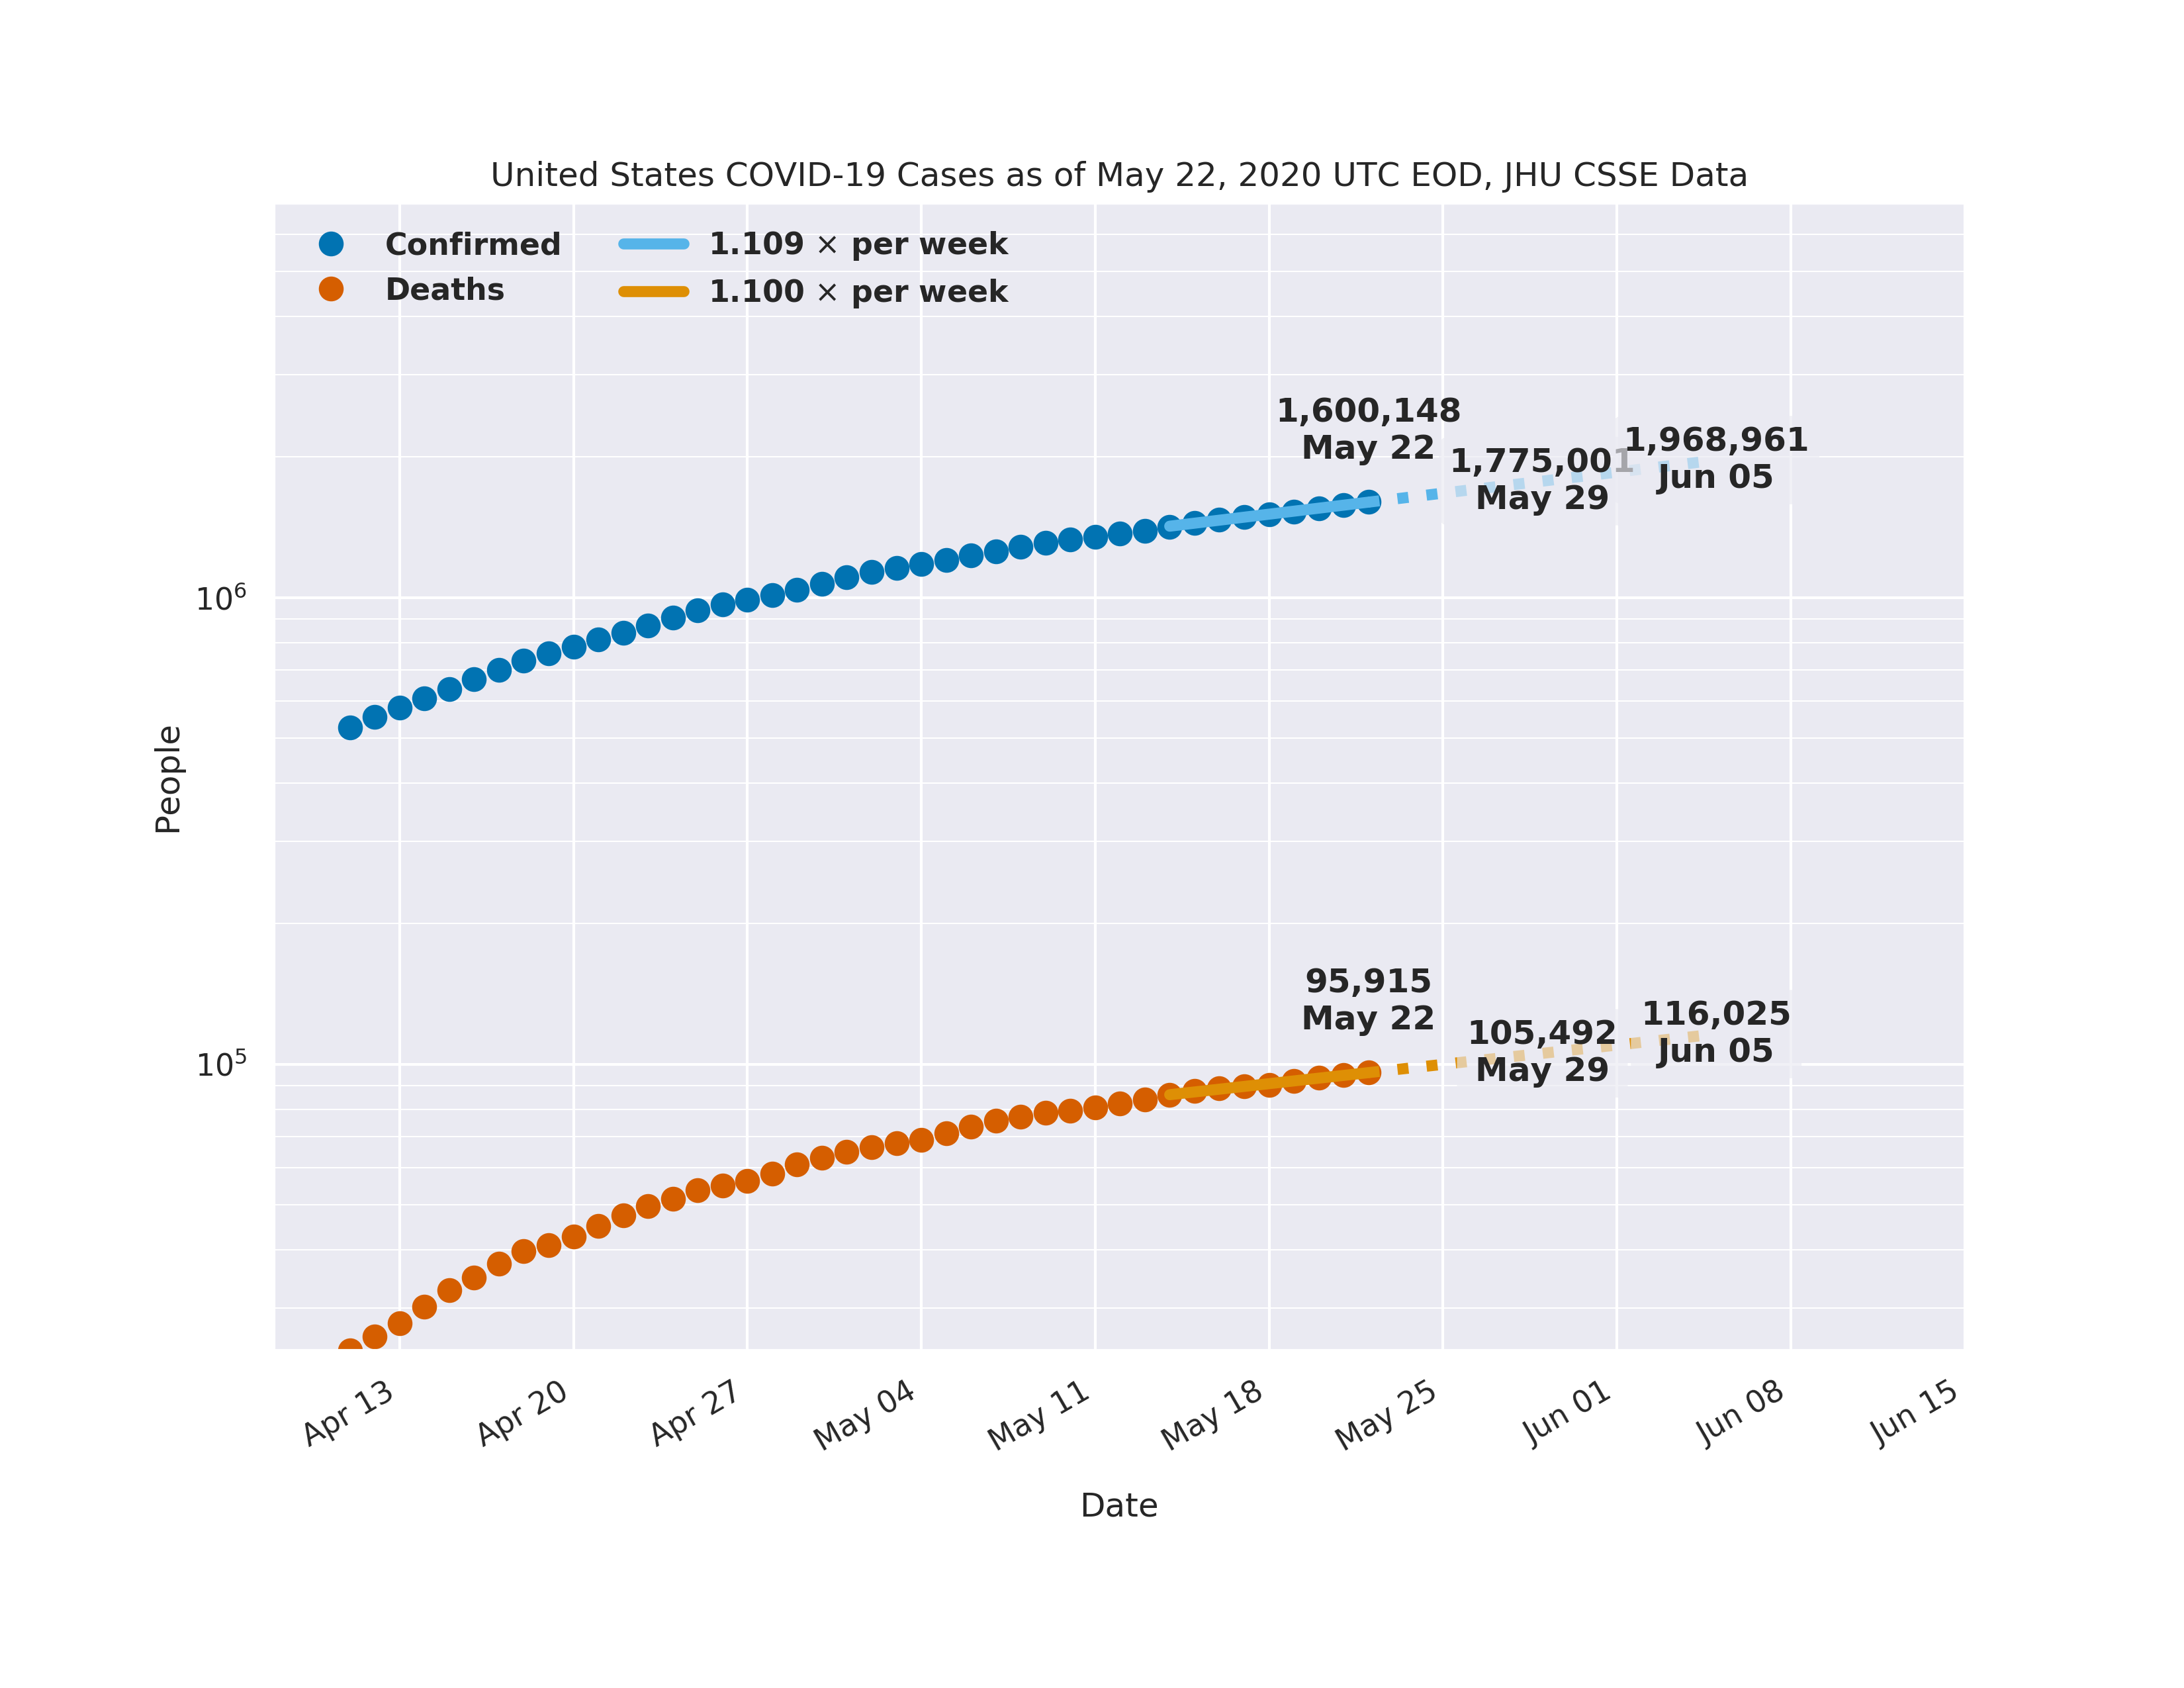 United States COVID-19 Cases as of May 22, 2020 UTC EOD, JHU CSSE Data
Confirmed
Deaths
1.109 × per week
1.100 × per week
1,600,148
May 22
1,775,001
May 29
1,968,961
Jun 05
10⁶
People
95,915
May 22
105,492
May 29
116,025
Jun 05
10⁵
Apr 13
Apr 20
Apr 27
May 04
May 11
May 18
May 25
Jun 01
Jun 08
Jun 15
Date